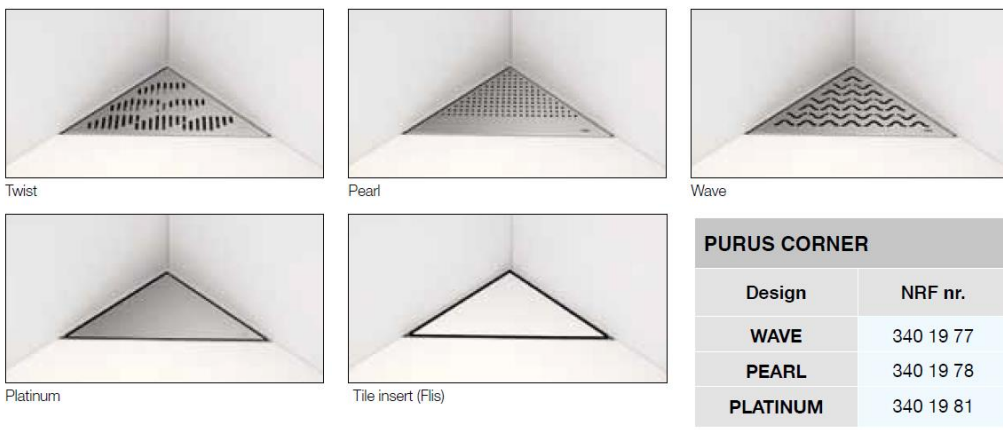 Twist
Pearl
Wave
Platinum
Tile insert (Flis)
PURUS CORNER
Design NRF nr.
WAVE 340 19 77
PEARL 340 19 78
PLATINUM 340 19 81